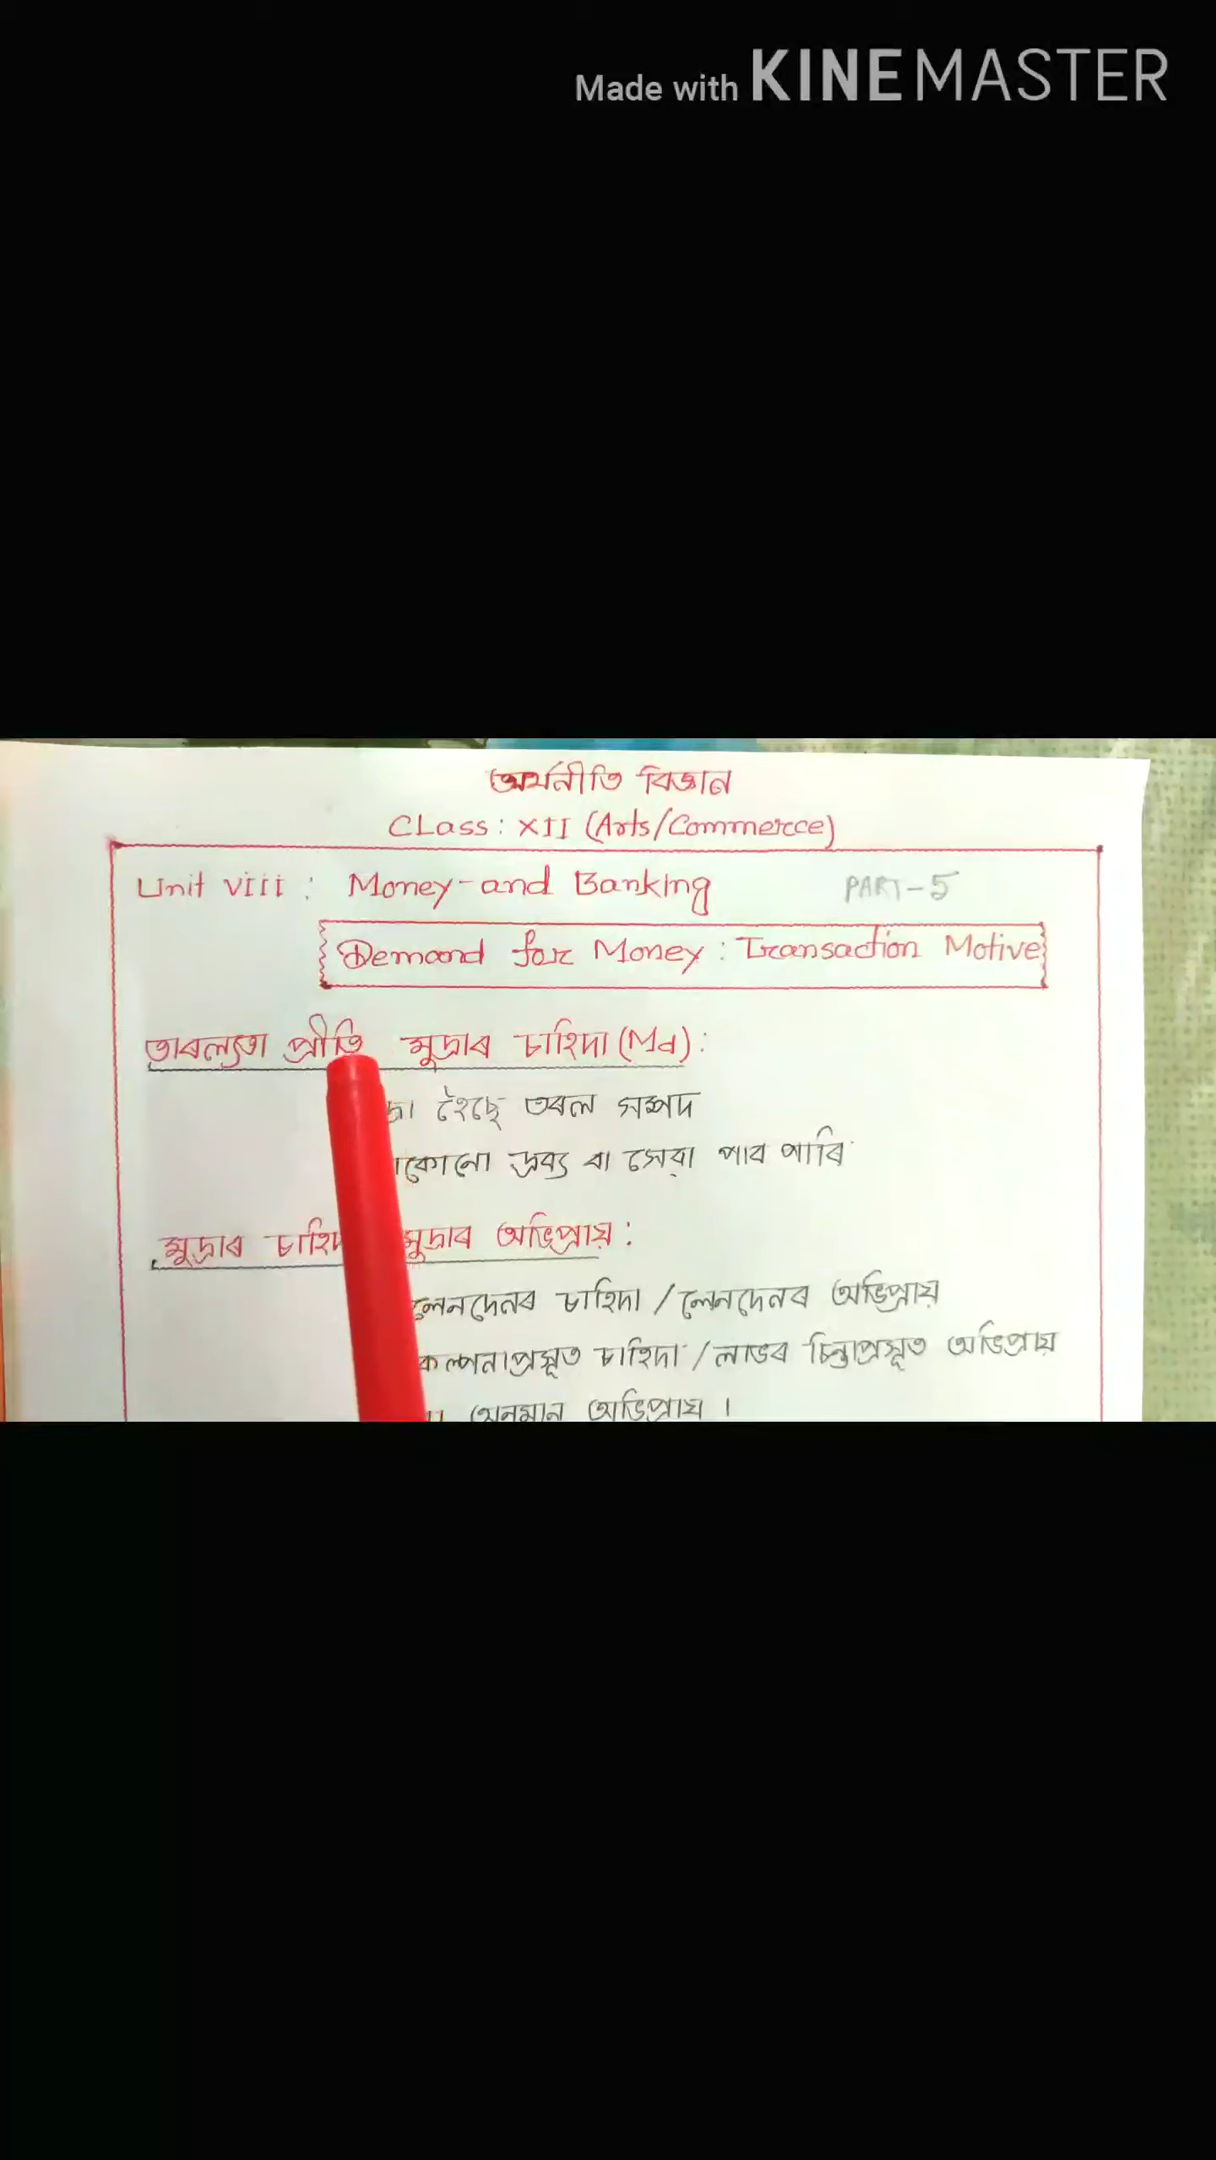 Made with KINEMASTER
অৰ্থনীতি বিজ্ঞান
CLass: XII (Arts/Commerce)
Unit viii : Money-and Banking PART-5
Demand for Money : Transaction Motive
তাৰল্যতা প্ৰীতি মুদ্ৰাৰ চাহিদা (Md) :
হৈছে তৰল সম্পদ
দ্ৰব্য বা সেৱা পাব পাৰি
মুদ্ৰাৰ মুদ্ৰাৰ অভিপ্ৰায় :
লেনদেনৰ চাহিদা / লেনদেনৰ অভিপ্ৰায়
কল্পনাপ্ৰসূত চাহিদা / লাভৰ চিন্তাপ্ৰসূত অভিপ্ৰায়
অনুমান অভিপ্ৰায় ।